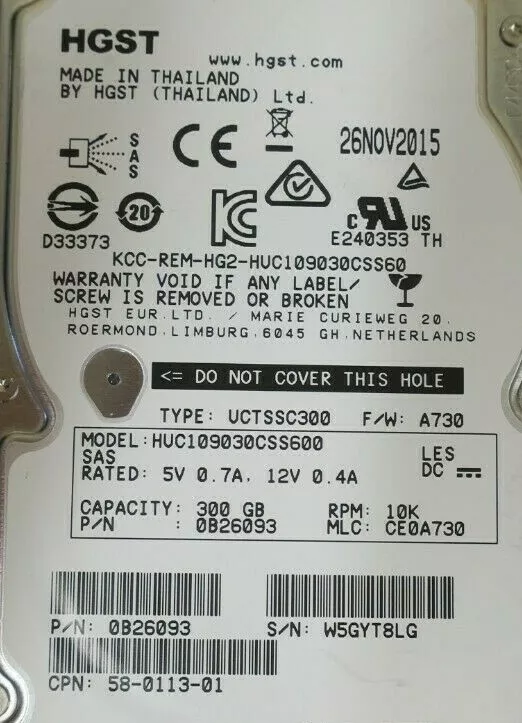 HGST
www.hgst.com
MADE IN THAILAND
BY HGST (THAILAND) Ltd.
SAS
CE
26NOV2015
20
D33373
KC
c RU US
E240353 TH
KCC-REM-HG2-HUC109030CSS60
WARRANTY VOID IF ANY LABEL/
SCREW IS REMOVED OR BROKEN
HGST EUR.LTD. / MARIE CURIEWEG 20.
ROERMOND.LIMBURG.6045 GH.NETHERLANDS
<= DO NOT COVER THIS HOLE
TYPE: UCTSSC300 F/W: A730
MODEL:HUC109030CSS600
SAS LES
RATED: 5V 0.7A, 12V 0.4A DC
CAPACITY: 300 GB RPM: 10K
P/N : 0B26093 MLC: CE0A730
P/N: 0B26093 S/N: W5GYT8LG
CPN: 58-0113-01